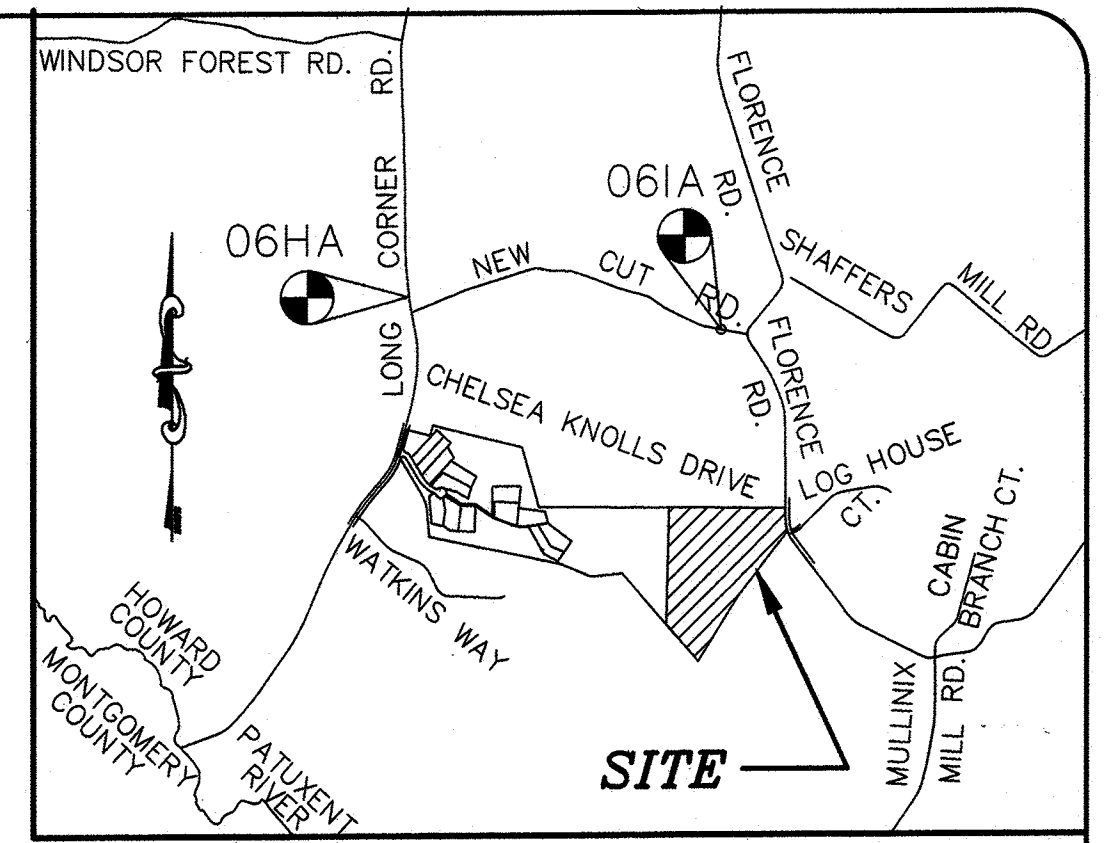 WINDSOR FOREST RD.
LONG CORNER RD.
FLORENCE RD.
06IA
06HA
NEW CUT RD.
SHAFFERS MILL RD
FLORENCE RD.
CHELSEA KNOLLS DRIVE
LOG HOUSE CT.
CABIN BRANCH CT.
WATKINS WAY
HOWARD COUNTY
MONTGOMERY COUNTY
PATUXENT RIVER
MULLINIX MILL RD.
SITE